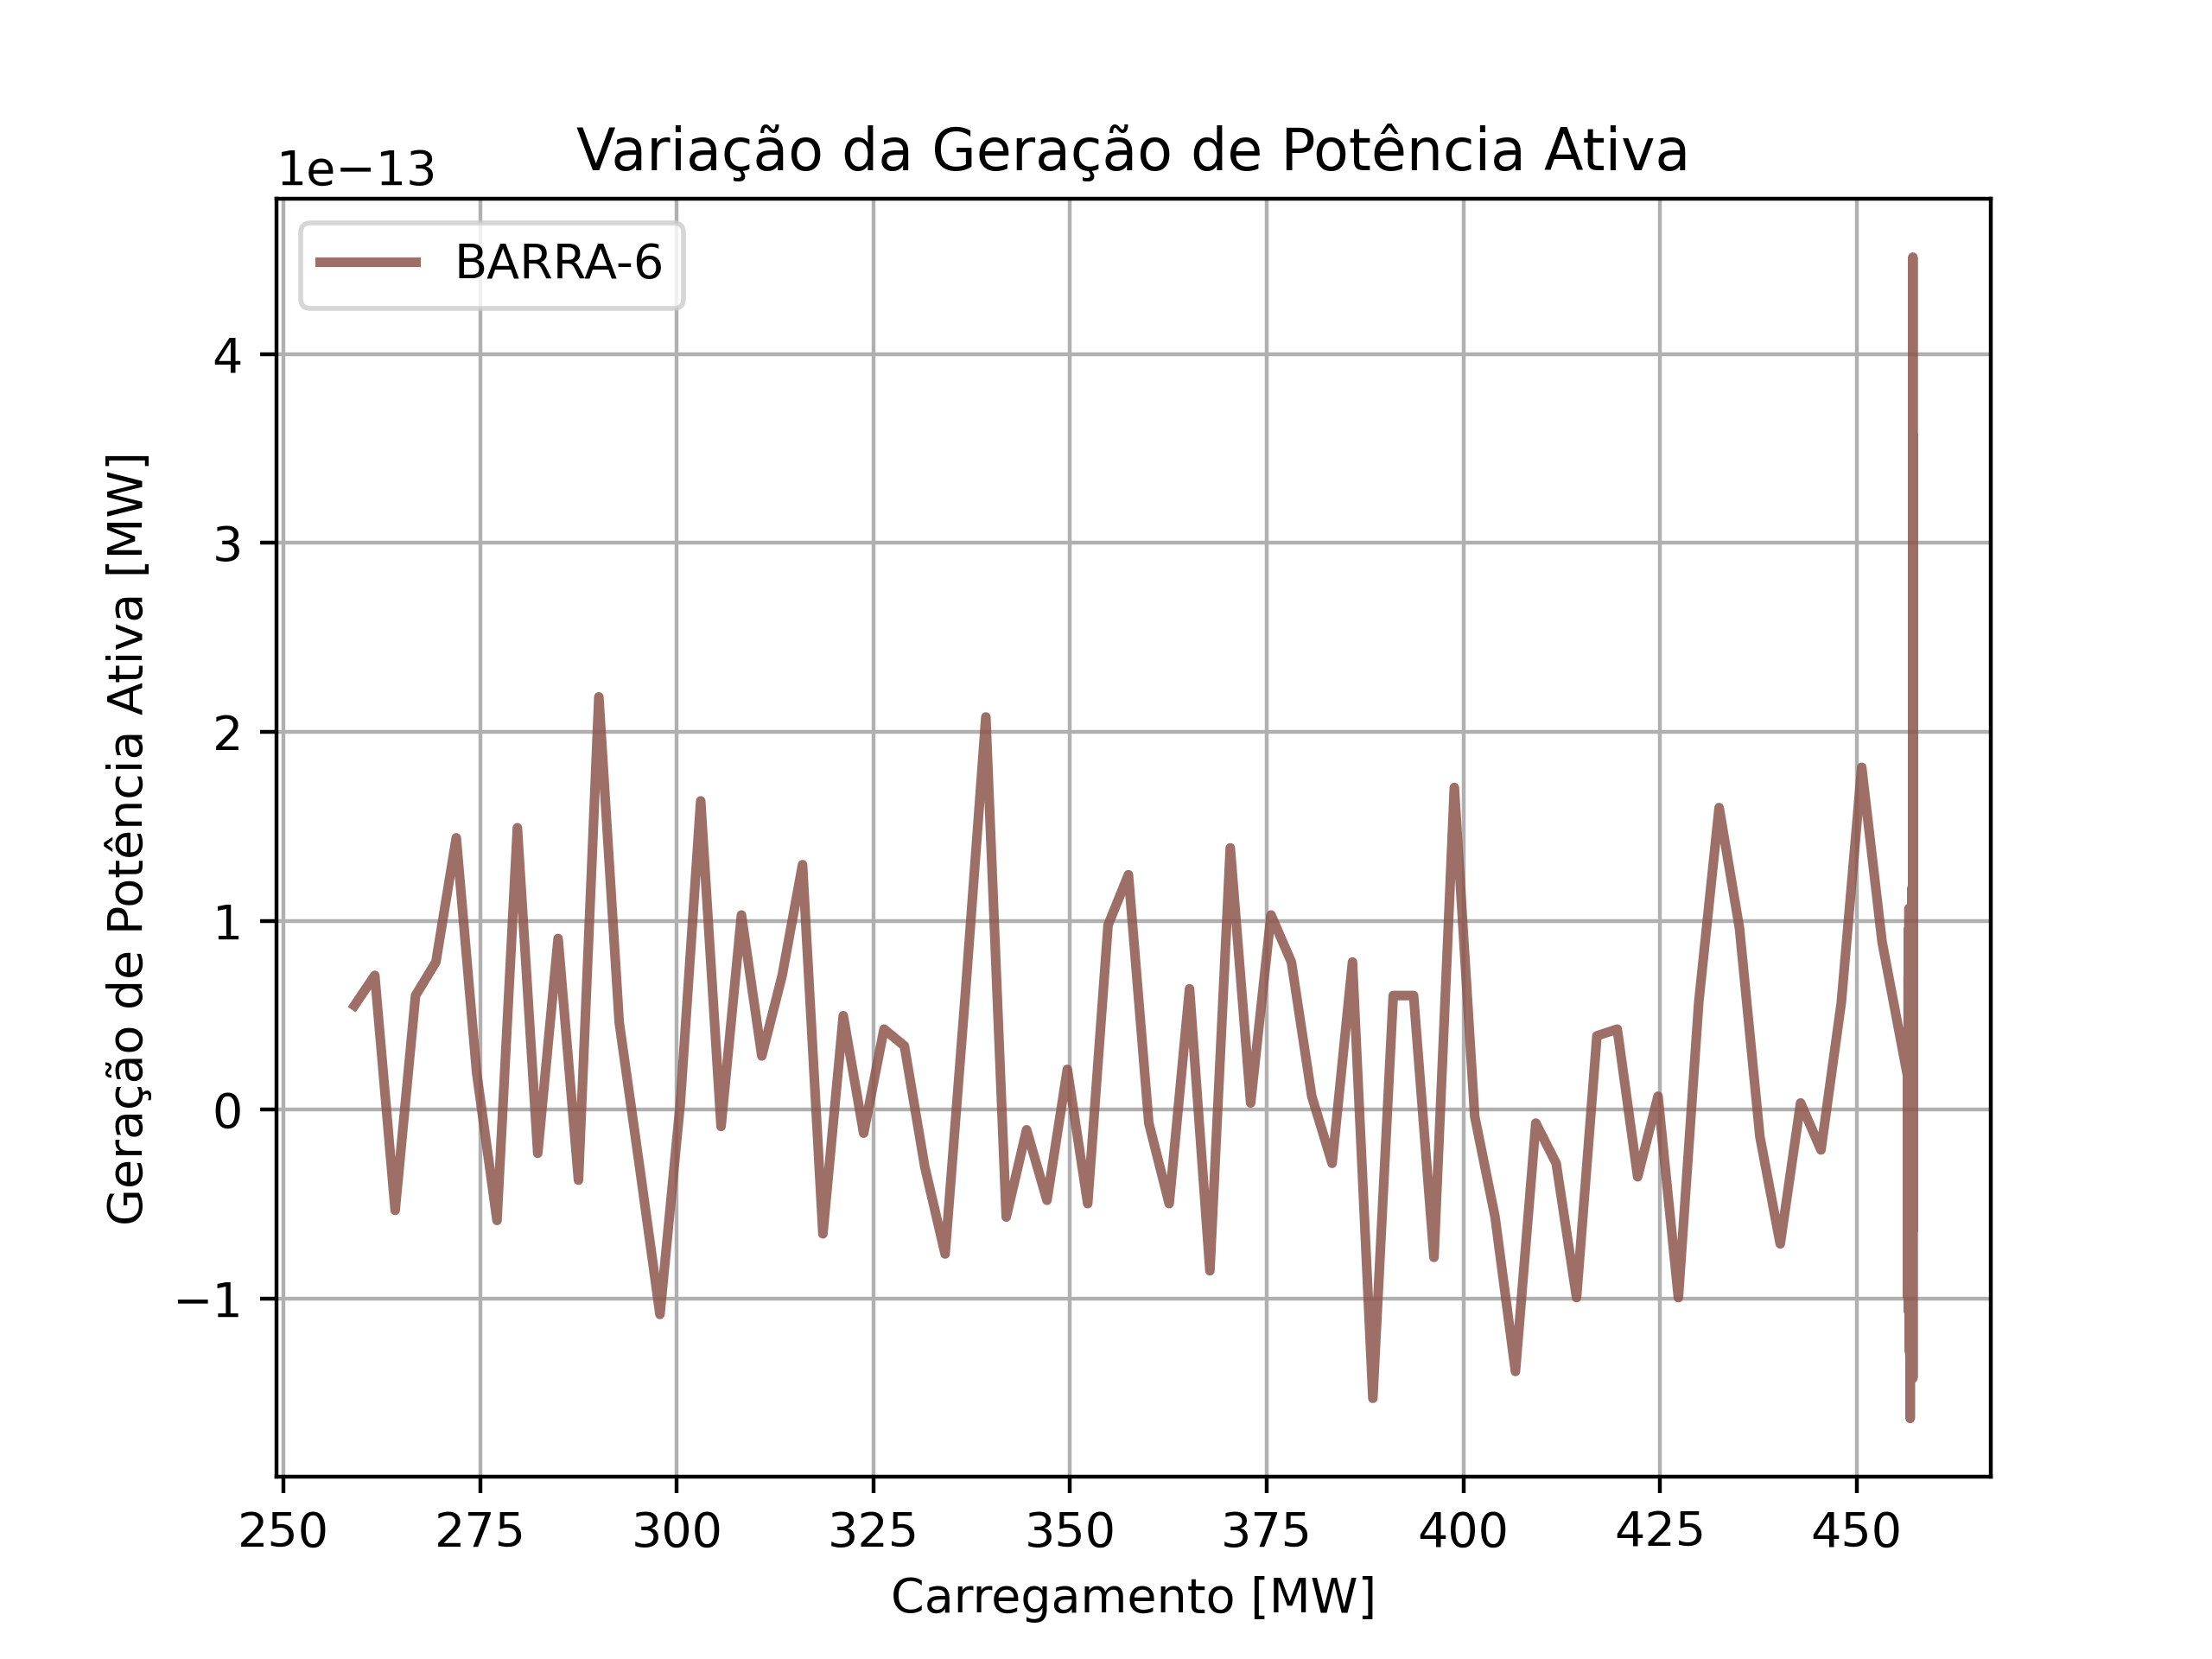 Variação da Geração de Potência Ativa
1e−13
BARRA-6
Geração de Potência Ativa [MW]
4
3
2
1
0
−1
250 275 300 325 350 375 400 425 450
Carregamento [MW]